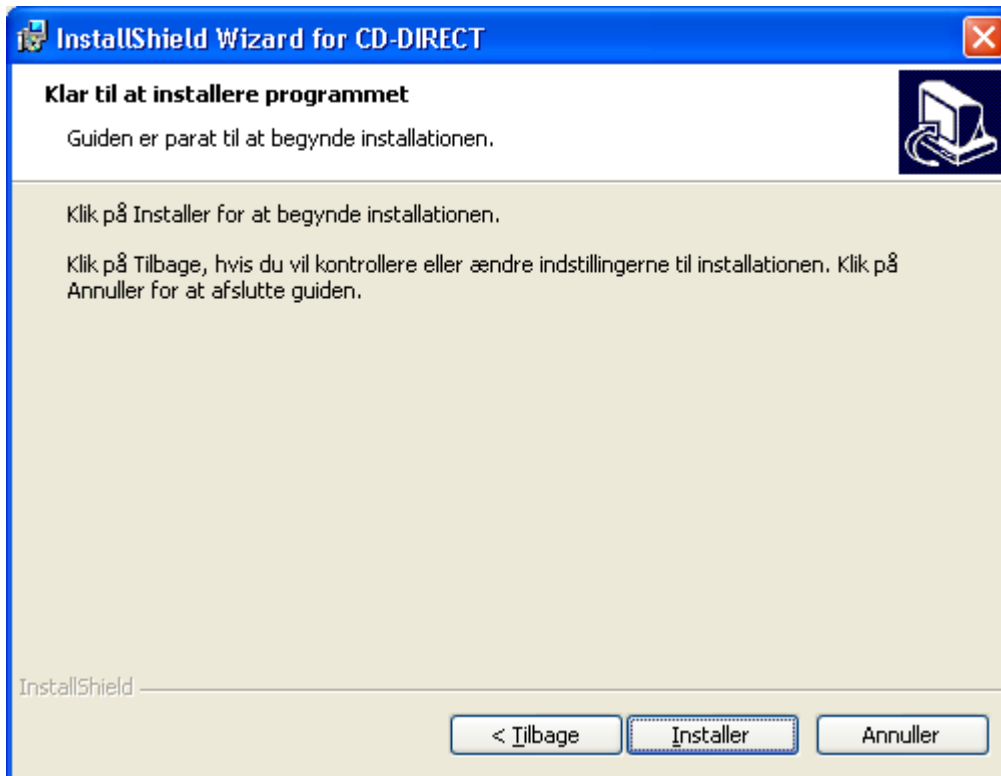 InstallShield Wizard for CD-DIRECT
Klar til at installere programmet
Guiden er parat til at begynde installationen.
Klik på Installer for at begynde installationen.
Klik på Tilbage, hvis du vil kontrollere eller ændre indstillingerne til installationen. Klik på
Annuller for at afslutte guiden.
InstallShield
< Tilbage
Installer
Annuller